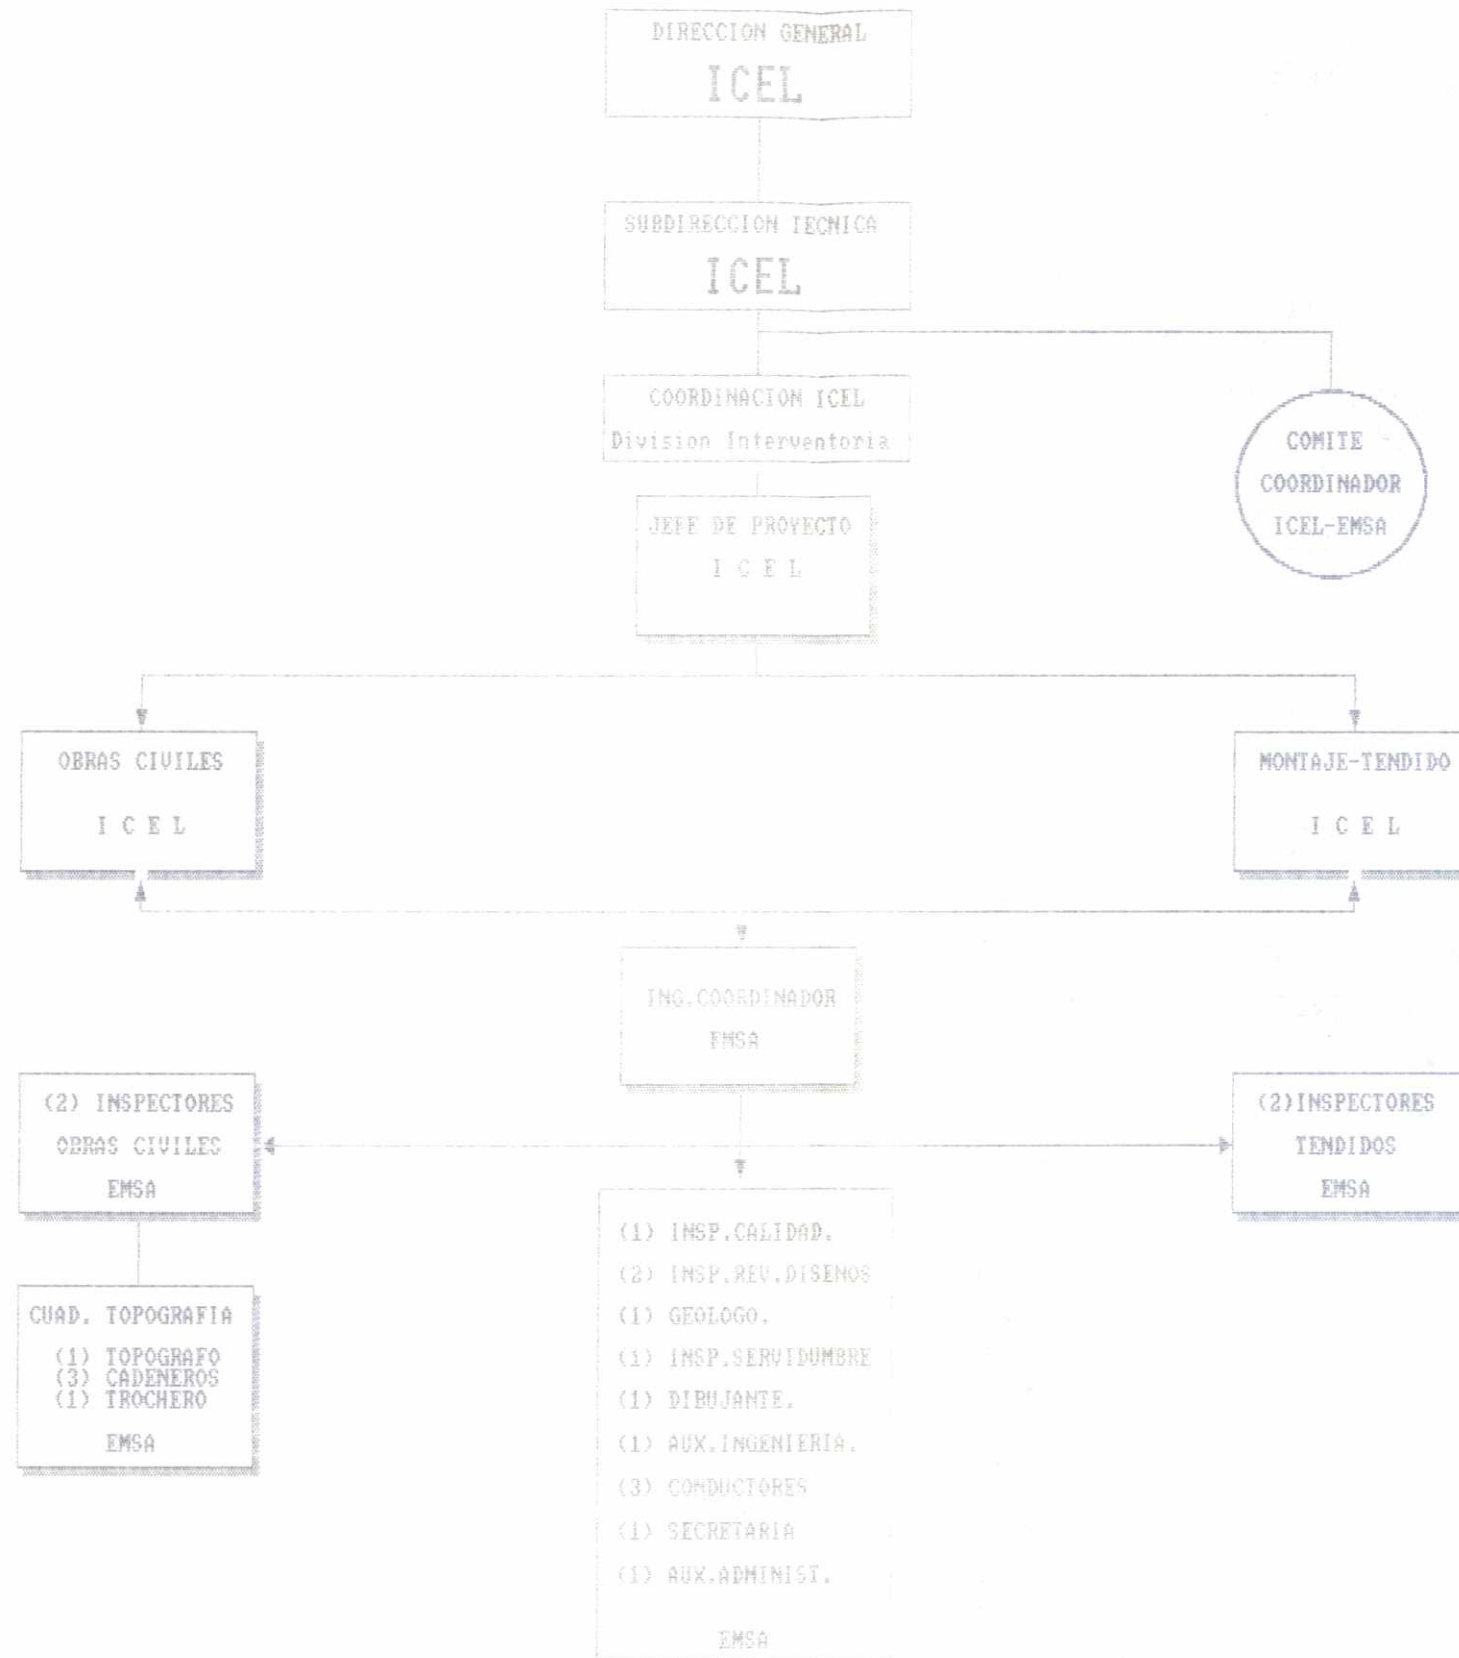 DIRECCION GENERAL
ICEL
SUBDIRECCION TECNICA
ICEL
COORDINACION ICEL
Division Interventoria
COMITE
COORDINADOR
ICEL-EMSA
JEFE DE PROYECTO
I C E L
OBRAS CIVILES
I C E L
MONTAJE-TENDIDO
I C E L
ING.COORDINADOR
EMSA
(2) INSPECTORES
OBRAS CIVILES
EMSA
(2)INSPECTORES
TENDIDOS
EMSA
(1) INSP.CALIDAD.
(2) INSP.REV.DISENOS
(1) GEOLOGO.
(1) INSP.SERVIDUMBRE
(1) DIBUJANTE.
(1) AUX.INGENIERIA.
(3) CONDUCTORES
(1) SECRETARIA
(1) AUX.ADMINIST.
EMSA
CUAD. TOPOGRAFIA
(1) TOPOGRAFO
(3) CADENEROS
(1) TROCHERO
EMSA